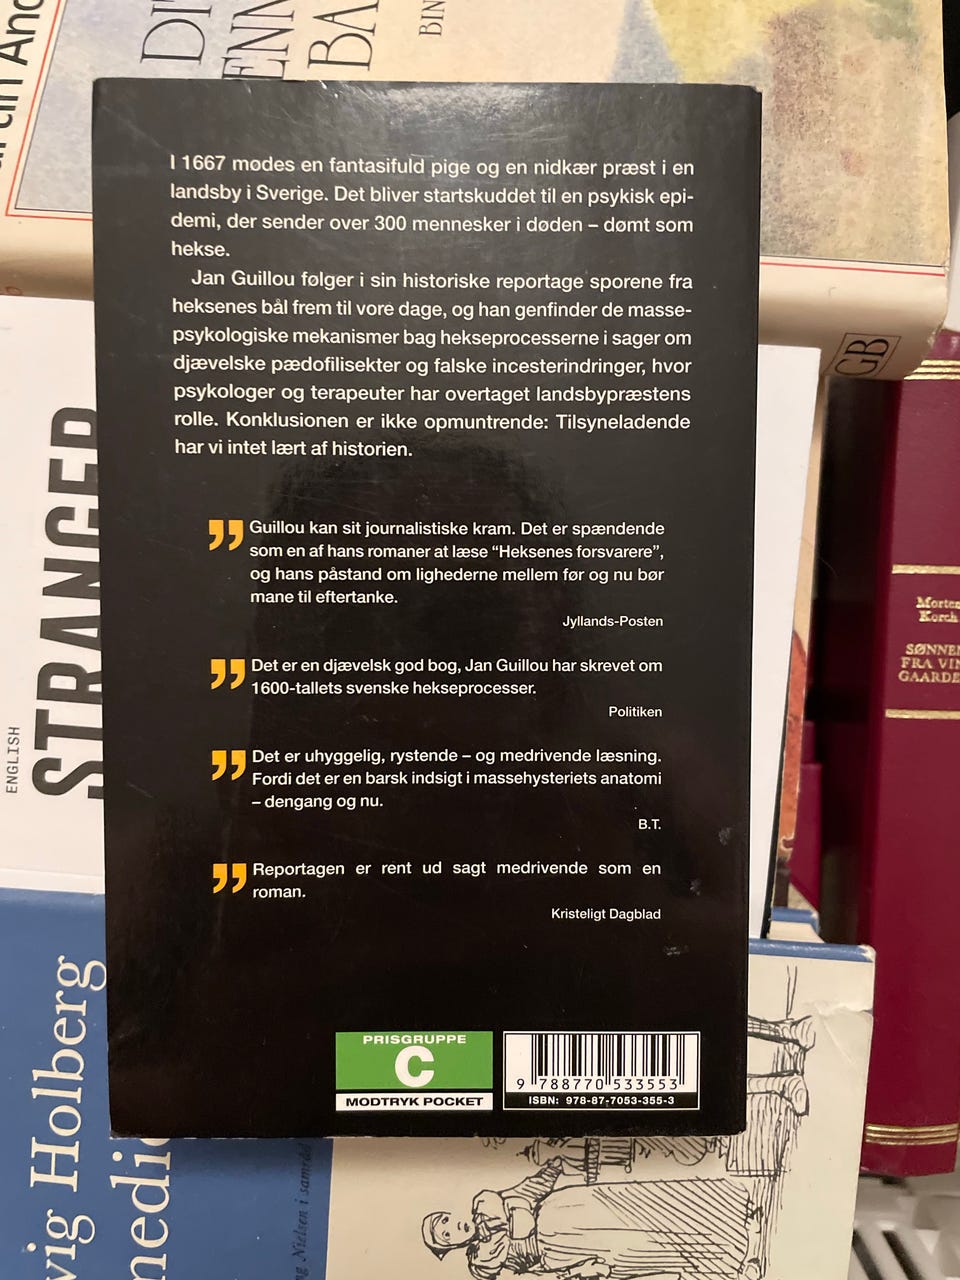 I 1667 mødes en fantasifuld pige og en nidkær præst i en
landsby i Sverige. Det bliver startskuddet til en psykisk epi-
demi, der sender over 300 mennesker i døden – dømt som
hekse.
Jan Guillou følger i sin historiske reportage sporene fra
heksenes bål frem til vore dage, og han genfinder de masse-
psykologiske mekanismer bag hekseprocesserne i sager om
djævelske pædofilisekter og falske incesterindringer, hvor
psykologer og terapeuter har overtaget landsbypræstens
rolle. Konklusionen er ikke opmuntrende: Tilsyneladende
har vi intet lært af historien.
” Guillou kan sit journalistiske kram. Det er spændende
som en af hans romaner at læse “Heksenes forsvarere”,
og hans påstand om lighederne mellem før og nu bør
mane til eftertanke.
Jyllands-Posten
” Det er en djævelsk god bog, Jan Guillou har skrevet om
1600-tallets svenske hekseprocesser.
Politiken
” Det er uhyggelig, rystende – og medrivende læsning.
Fordi det er en barsk indsigt i massehysteriets anatomi
– dengang og nu.
B.T.
” Reportagen er rent ud sagt medrivende som en
roman.
Kristeligt Dagblad
PRISGRUPPE
C
MODTRYK POCKET
9 788770 533553
ISBN: 978-87-7053-355-3
BIN
GB
ENGLISH
STRANGER
Morten
Korch
SØNNEN
FRA VIN
GAARDE
vig Holberg
medi
Nielsen i samråd